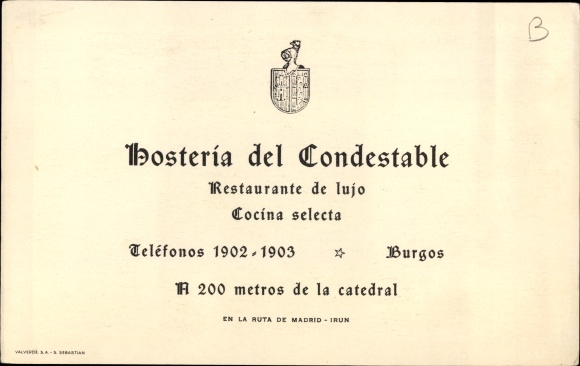 B
Hostería del Condestable
Restaurante de lujo
Cocina selecta
Teléfonos 1902-1903 ☆ Burgos
A 200 metros de la catedral
EN LA RUTA DE MADRID - IRUN
VALVERDE. S.A. - S. SEBASTIAN